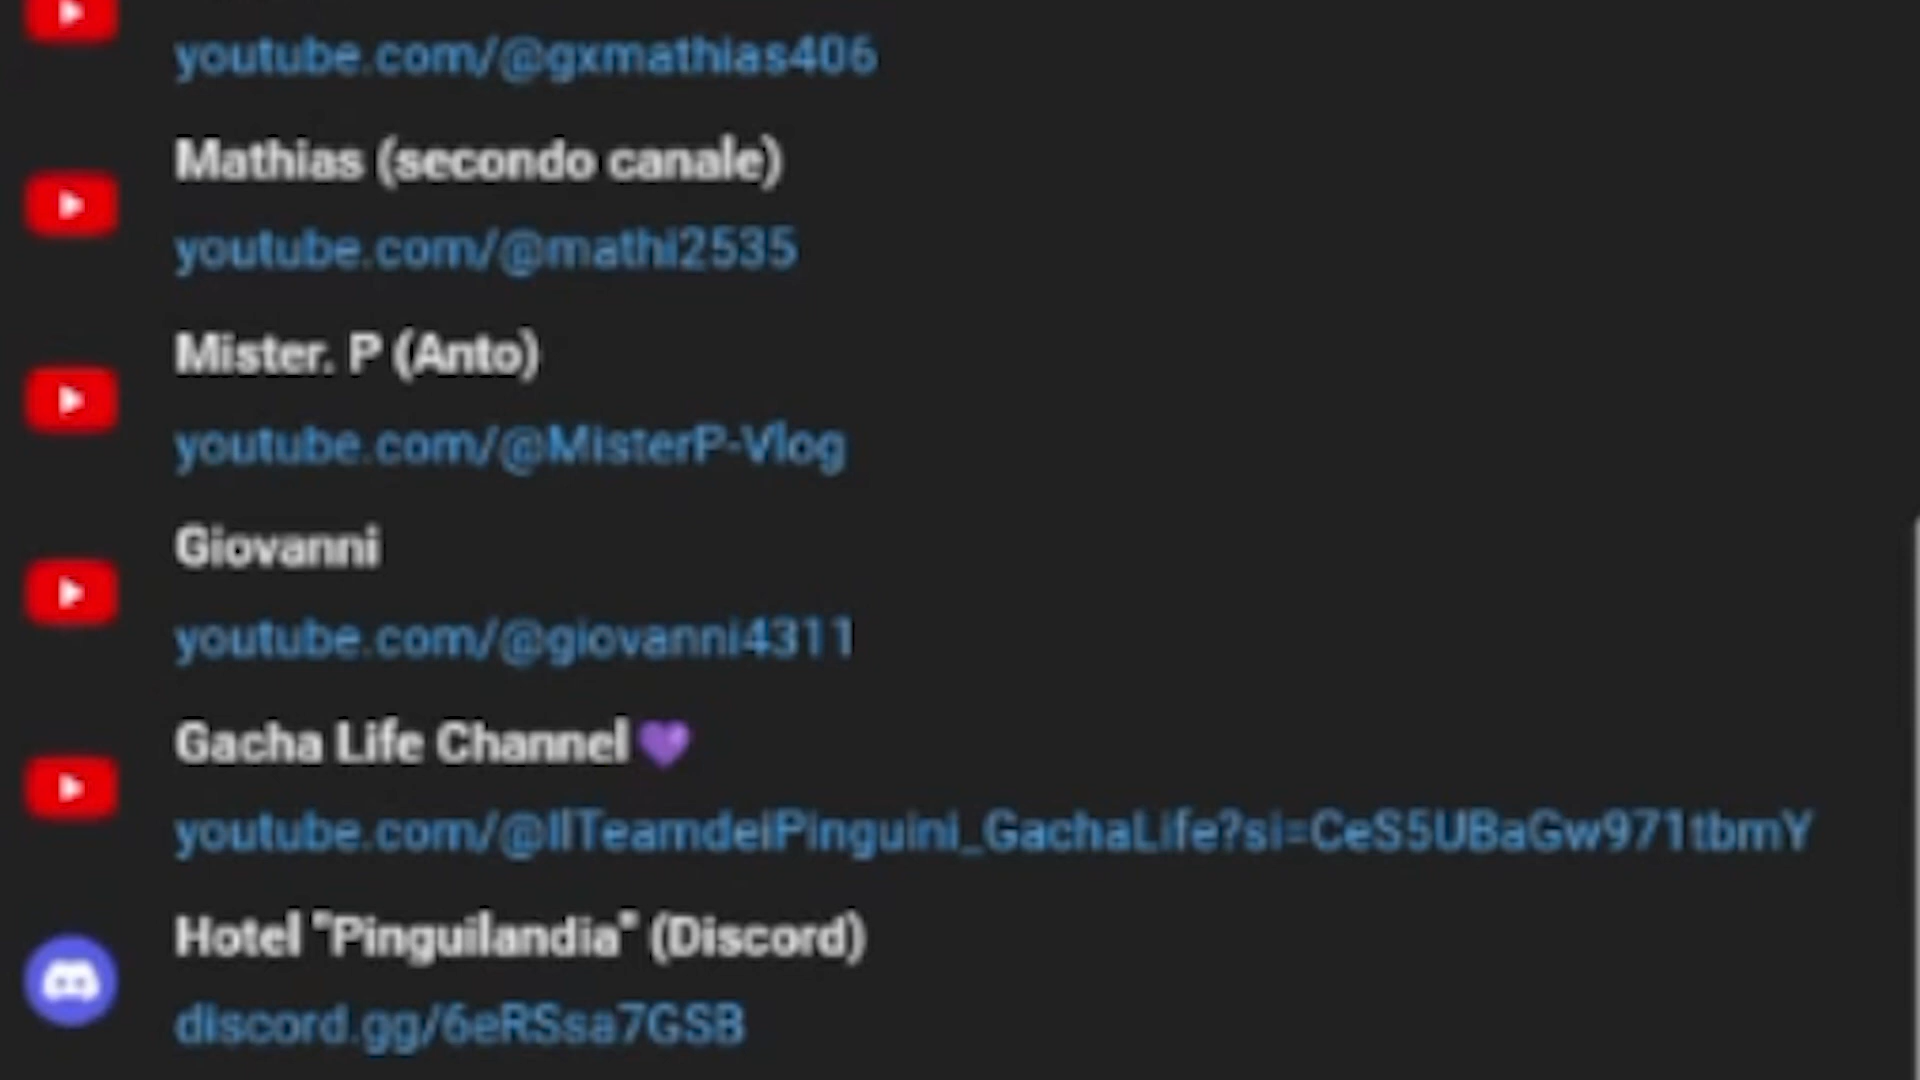 youtube.com/@gxmathias406
Mathias (secondo canale)
youtube.com/@mathi2535
Mister. P (Anto)
youtube.com/@MisterP-Vlog
Giovanni
youtube.com/@giovanni4311
Gacha Life Channel💜
youtube.com/@IlTeamdeiPinguini_GachaLife?si=CeS5UBaGw971tbmY
Hotel "Pinguilandia" (Discord)
discord.gg/6eRSsa7GSB